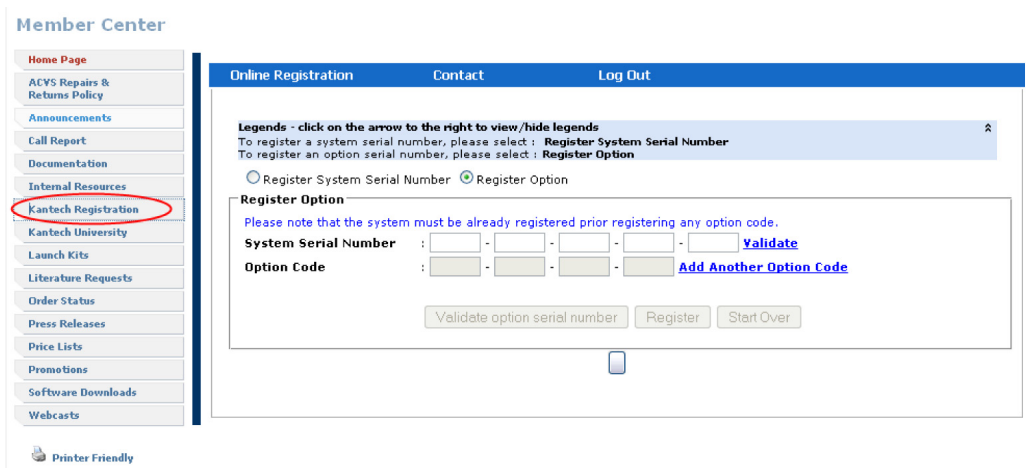 Member Center
Home Page
ACVS Repairs &
Returns Policy
Announcements
Call Report
Documentation
Internal Resources
Kantech Registration
Kantech University
Launch Kits
Literature Requests
Order Status
Press Releases
Price Lists
Promotions
Software Downloads
Webcasts
Printer Friendly
Online Registration Contact Log Out
Legends - click on the arrow to the right to view/hide legends
To register a system serial number, please select : Register System Serial Number
To register an option serial number, please select : Register Option
Register System Serial Number Register Option
Register Option
Please note that the system must be already registered prior registering any option code.
System Serial Number : - - - - Validate
Option Code : - - - Add Another Option Code
Validate option serial number Register Start Over